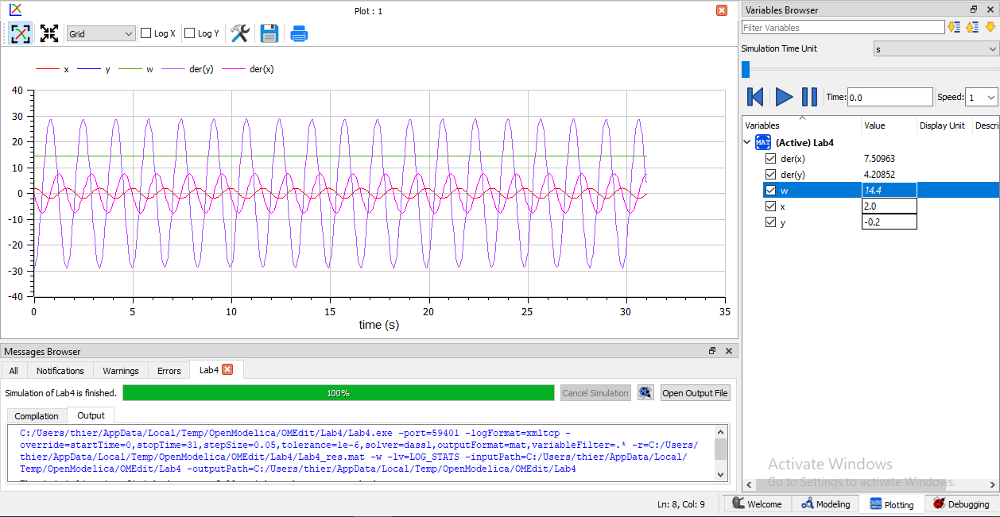 Plot : 1
Grid
Log X
Log Y
x y w der(y) der(x)
40
30
20
10
0
-10
-20
-30
-40
0 5 10 15 20 25 30 35
time (s)
Variables Browser
Filter Variables
Simulation Time Unit s
Time: 0.0 Speed: 1
Variables Value Display Unit Descri
MAT (Active) Lab4
der(x) 7.50963
der(y) 4.20852
w 14.4
x 2.0
y -0.2
Messages Browser
All Notifications Warnings Errors Lab4
Simulation of Lab4 is finished. 100% Cancel Simulation Open Output File
Compilation Output
C:/Users/thier/AppData/Local/Temp/OpenModelica/OMEdit/Lab4/Lab4.exe -port=59401 -logFormat=xmltcp -
override=startTime=0,stopTime=31,stepSize=0.05,tolerance=1e-6,solver=dassl,outputFormat=mat,variableFilter=.* -r=C:/Users/
thier/AppData/Local/Temp/OpenModelica/OMEdit/Lab4/Lab4_res.mat -w -lv=LOG_STATS -inputPath=C:/Users/thier/AppData/Local/
Temp/OpenModelica/OMEdit/Lab4 -outputPath=C:/Users/thier/AppData/Local/Temp/OpenModelica/OMEdit/Lab4
Activate Windows
Go to Settings to activate Windows.
Ln: 8, Col: 9 Welcome Modeling Plotting Debugging